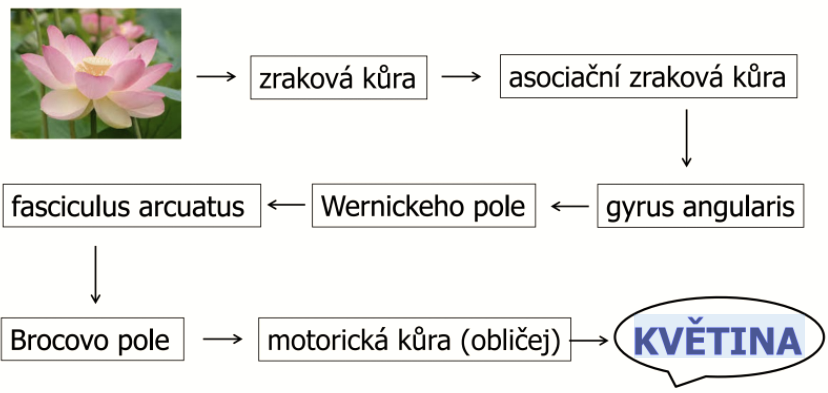 zraková kůra
asociační zraková kůra
gyrus angularis
Wernickeho pole
fasciculus arcuatus
Brocovo pole
motorická kůra (obličej)
KVĚTINA